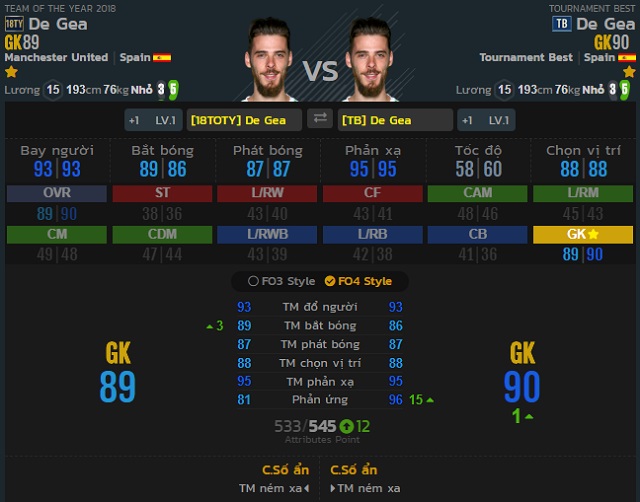 TEAM OF THE YEAR 2018 TOURNAMENT BEST
18TY De Gea TB De Gea
GK89 GK90
Manchester United Spain Tournament Best Spain
VS
Lương 15 193cm 76kg Nhỏ 3 5 Lương 15 193cm 76kg Nhỏ 3 5
+1 LV.1 [18TOTY] De Gea [TB] De Gea +1 LV.1
Bay người Bắt bóng Phát bóng Phản xạ Tốc độ Chọn vị trí
93|93 89|86 87|87 95|95 58|60 88|88
OVR ST L/RW CF CAM L/RM
89|90 38|36 43|40 43|41 48|46 45|43
CM CDM L/RWB L/RB CB GK
49|48 47|44 43|39 42|38 41|36 89|90
FO3 Style FO4 Style
93 TM đổ người 93
3 89 TM bắt bóng 86
87 TM phát bóng 87
88 TM chọn vị trí 88
95 TM phản xạ 95
81 Phản ứng 96 15
GK 89
GK 90
1
533/545 12
Attributes Point
C.Số ẩn C.Số ẩn
TM ném xa TM ném xa